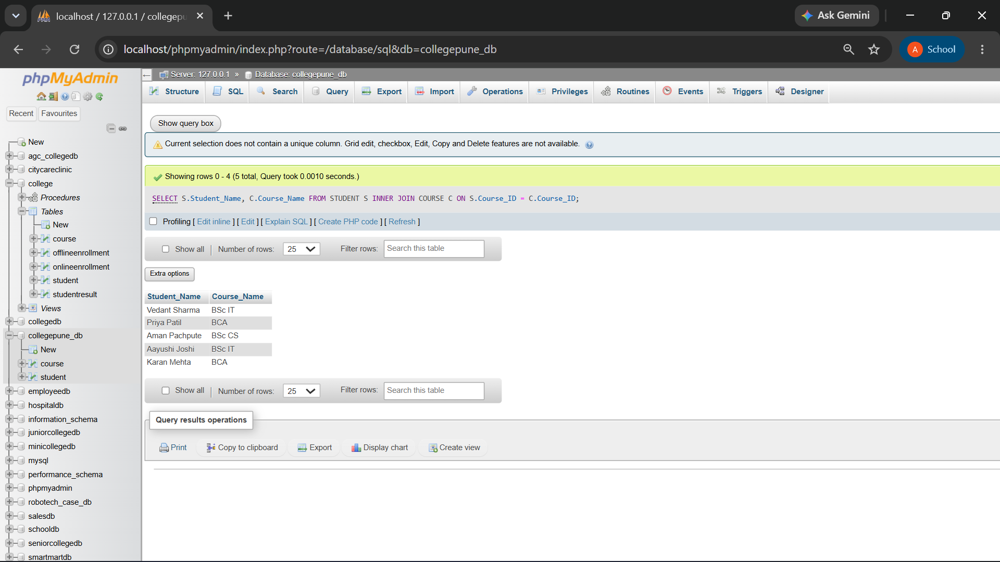 localhost / 127.0.0.1 / collegepu
Ask Gemini
localhost/phpmyadmin/index.php?route=/database/sql&db=collegepune_db
A School
phpMyAdmin
Recent Favourites
New
agc_collegedb
citycareclinic
college
Procedures
Tables
New
course
offlineenrollment
onlineenrollment
student
studentresult
Views
collegedb
collegepune_db
New
course
student
employeedb
hospitaldb
information_schema
juniorcollegedb
minicollegedb
mysql
performance_schema
phpmyadmin
robotech_case_db
salesdb
schooldb
seniorcollegedb
smartmartdb
Server: 127.0.0.1 » Database: collegepune_db
Structure SQL Search Query Export Import Operations Privileges Routines Events Triggers Designer
Show query box
Current selection does not contain a unique column. Grid edit, checkbox, Edit, Copy and Delete features are not available.
Showing rows 0 - 4 (5 total, Query took 0.0010 seconds.)
SELECT S.Student_Name, C.Course_Name FROM STUDENT S INNER JOIN COURSE C ON S.Course_ID = C.Course_ID;
Profiling [ Edit inline ] [ Edit ] [ Explain SQL ] [ Create PHP code ] [ Refresh ]
Show all | Number of rows: 25 Filter rows: Search this table
Extra options
Student_Name Course_Name
Vedant Sharma BSc IT
Priya Patil BCA
Aman Pachpute BSc CS
Aayushi Joshi BSc IT
Karan Mehta BCA
Show all | Number of rows: 25 Filter rows: Search this table
Query results operations
Print Copy to clipboard Export Display chart Create view